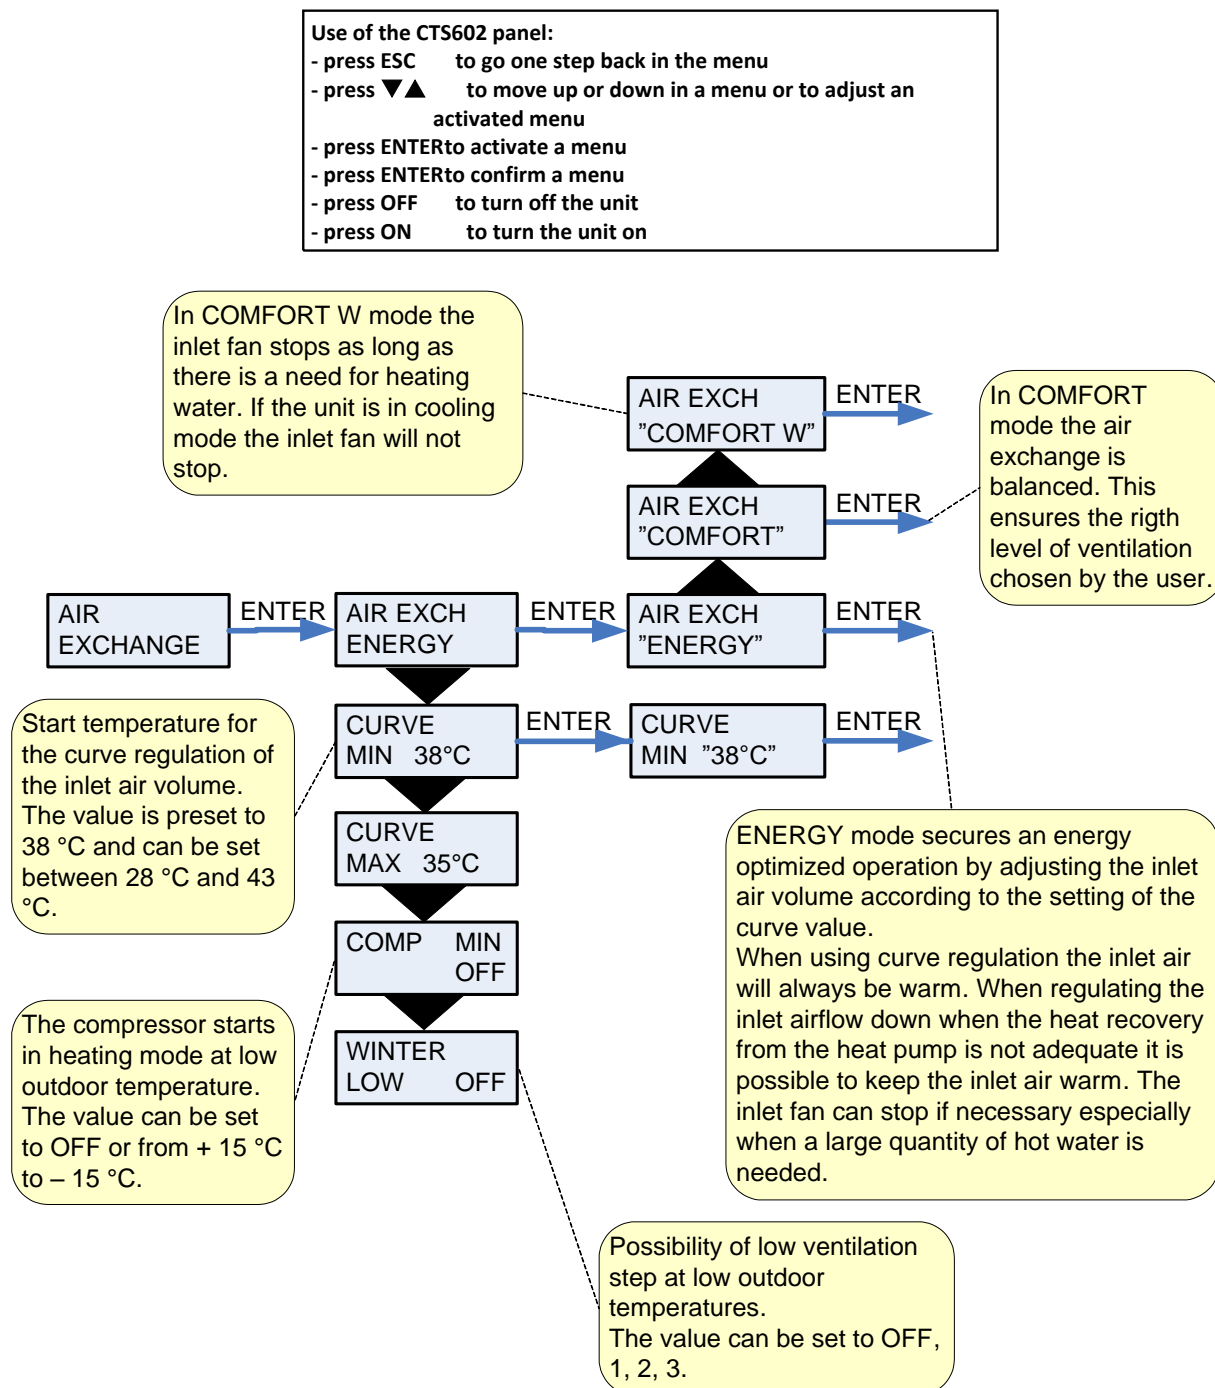 Use of the CTS602 panel:
- press ESC to go one step back in the menu
- press ▼▲ to move up or down in a menu or to adjust an
activated menu
- press ENTERto activate a menu
- press ENTERto confirm a menu
- press OFF to turn off the unit
- press ON to turn the unit on
In COMFORT W mode the
inlet fan stops as long as
there is a need for heating
water. If the unit is in cooling
mode the inlet fan will not
stop.
AIR EXCH
”COMFORT W”
ENTER
In COMFORT
mode the air
exchange is
balanced. This
ensures the rigth
level of ventilation
chosen by the user.
AIR EXCH
”COMFORT”
ENTER
AIR
EXCHANGE
ENTER
AIR EXCH
ENERGY
ENTER
AIR EXCH
”ENERGY”
ENTER
Start temperature for
the curve regulation of
the inlet air volume.
The value is preset to
38 °C and can be set
between 28 °C and 43
°C.
CURVE
MIN 38°C
ENTER
CURVE
MIN ”38°C”
ENTER
CURVE
MAX 35°C
ENERGY mode secures an energy
optimized operation by adjusting the inlet
air volume according to the setting of the
curve value.
When using curve regulation the inlet air
will always be warm. When regulating the
inlet airflow down when the heat recovery
from the heat pump is not adequate it is
possible to keep the inlet air warm. The
inlet fan can stop if necessary especially
when a large quantity of hot water is
needed.
COMP MIN
OFF
The compressor starts
in heating mode at low
outdoor temperature.
The value can be set
to OFF or from + 15 °C
to – 15 °C.
WINTER
LOW OFF
Possibility of low ventilation
step at low outdoor
temperatures.
The value can be set to OFF,
1, 2, 3.